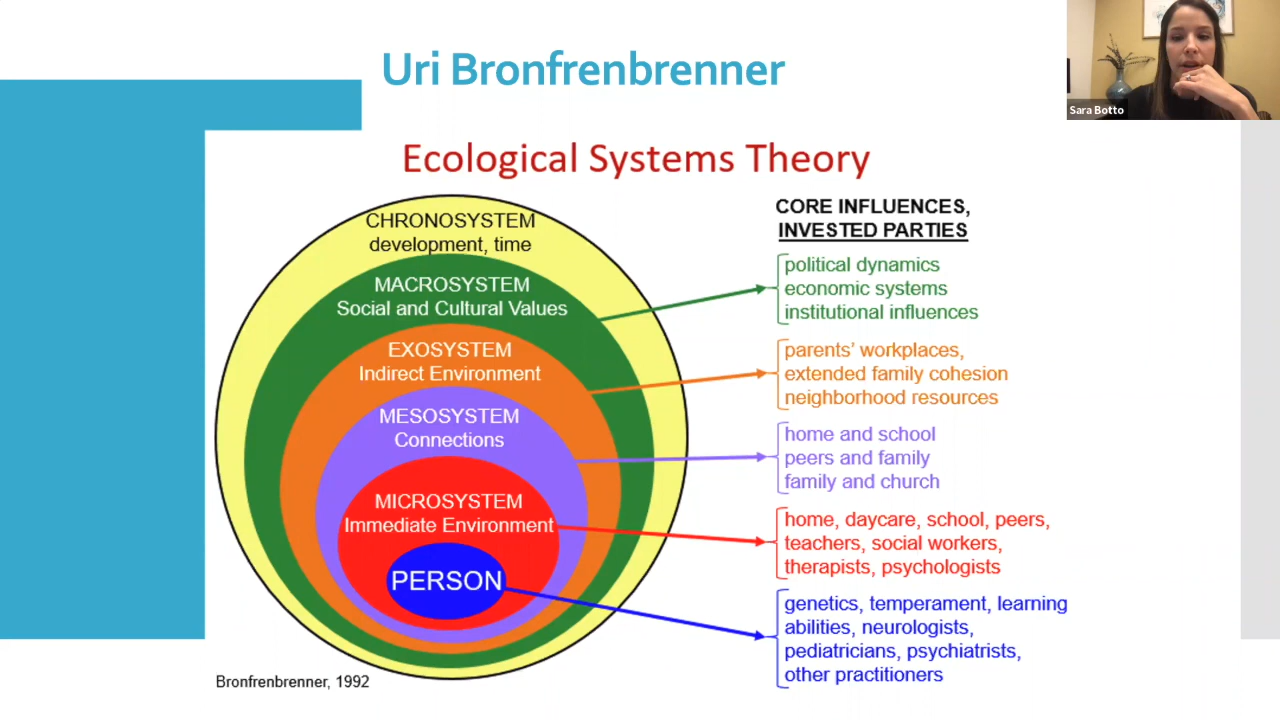 Uri Bronfrenbrenner
Sara Botto
Ecological Systems Theory
CHRONOSYSTEM
development, time
MACROSYSTEM
Social and Cultural Values
EXOSYSTEM
Indirect Environment
MESOSYSTEM
Connections
MICROSYSTEM
Immediate Environment
PERSON
CORE INFLUENCES,
INVESTED PARTIES
political dynamics
economic systems
institutional influences
parents’ workplaces,
extended family cohesion
neighborhood resources
home and school
peers and family
family and church
home, daycare, school, peers,
teachers, social workers,
therapists, psychologists
genetics, temperament, learning
abilities, neurologists,
pediatricians, psychiatrists,
other practitioners
Bronfrenbrenner, 1992